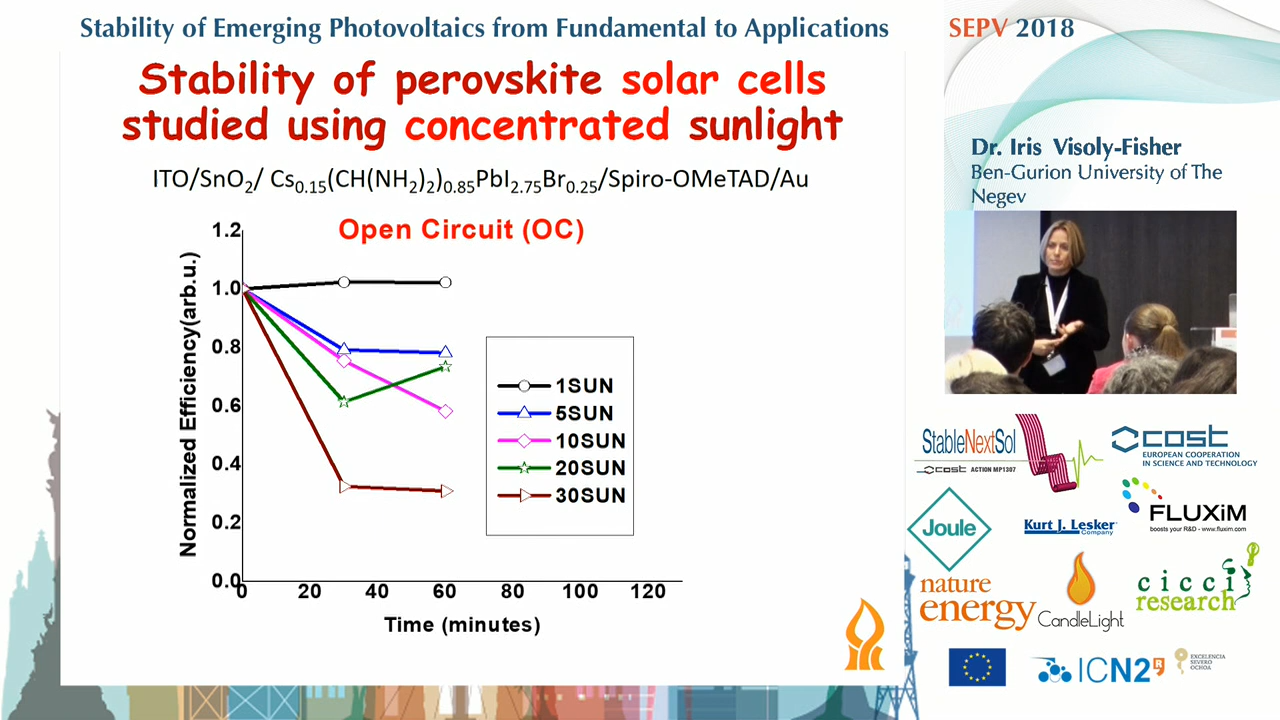 Stability of Emerging Photovoltaics from Fundamental to Applications
SEPV 2018
Stability of perovskite solar cells
studied using concentrated sunlight
ITO/SnO2/ Cs0.15(CH(NH2)2)0.85PbI2.75Br0.25/Spiro-OMeTAD/Au
Open Circuit (OC)
Normalized Efficiency(arb.u.)
1.2
1.0
0.8
0.6
0.4
0.2
0.0
0 20 40 60 80 100 120
Time (minutes)
1SUN
5SUN
10SUN
20SUN
30SUN
Dr. Iris Visoly-Fisher
Ben-Gurion University of The
Negev
StableNextSol
cost ACTION MP1307
cost
EUROPEAN COOPERATION
IN SCIENCE AND TECHNOLOGY
Joule
Kurt J. Lesker
Company
FLUXiM
boosts your R&D - www.fluxim.com
nature
energy
CandleLight
cicci
research
ICN2
EXCELENCIA
SEVERO
OCHOA